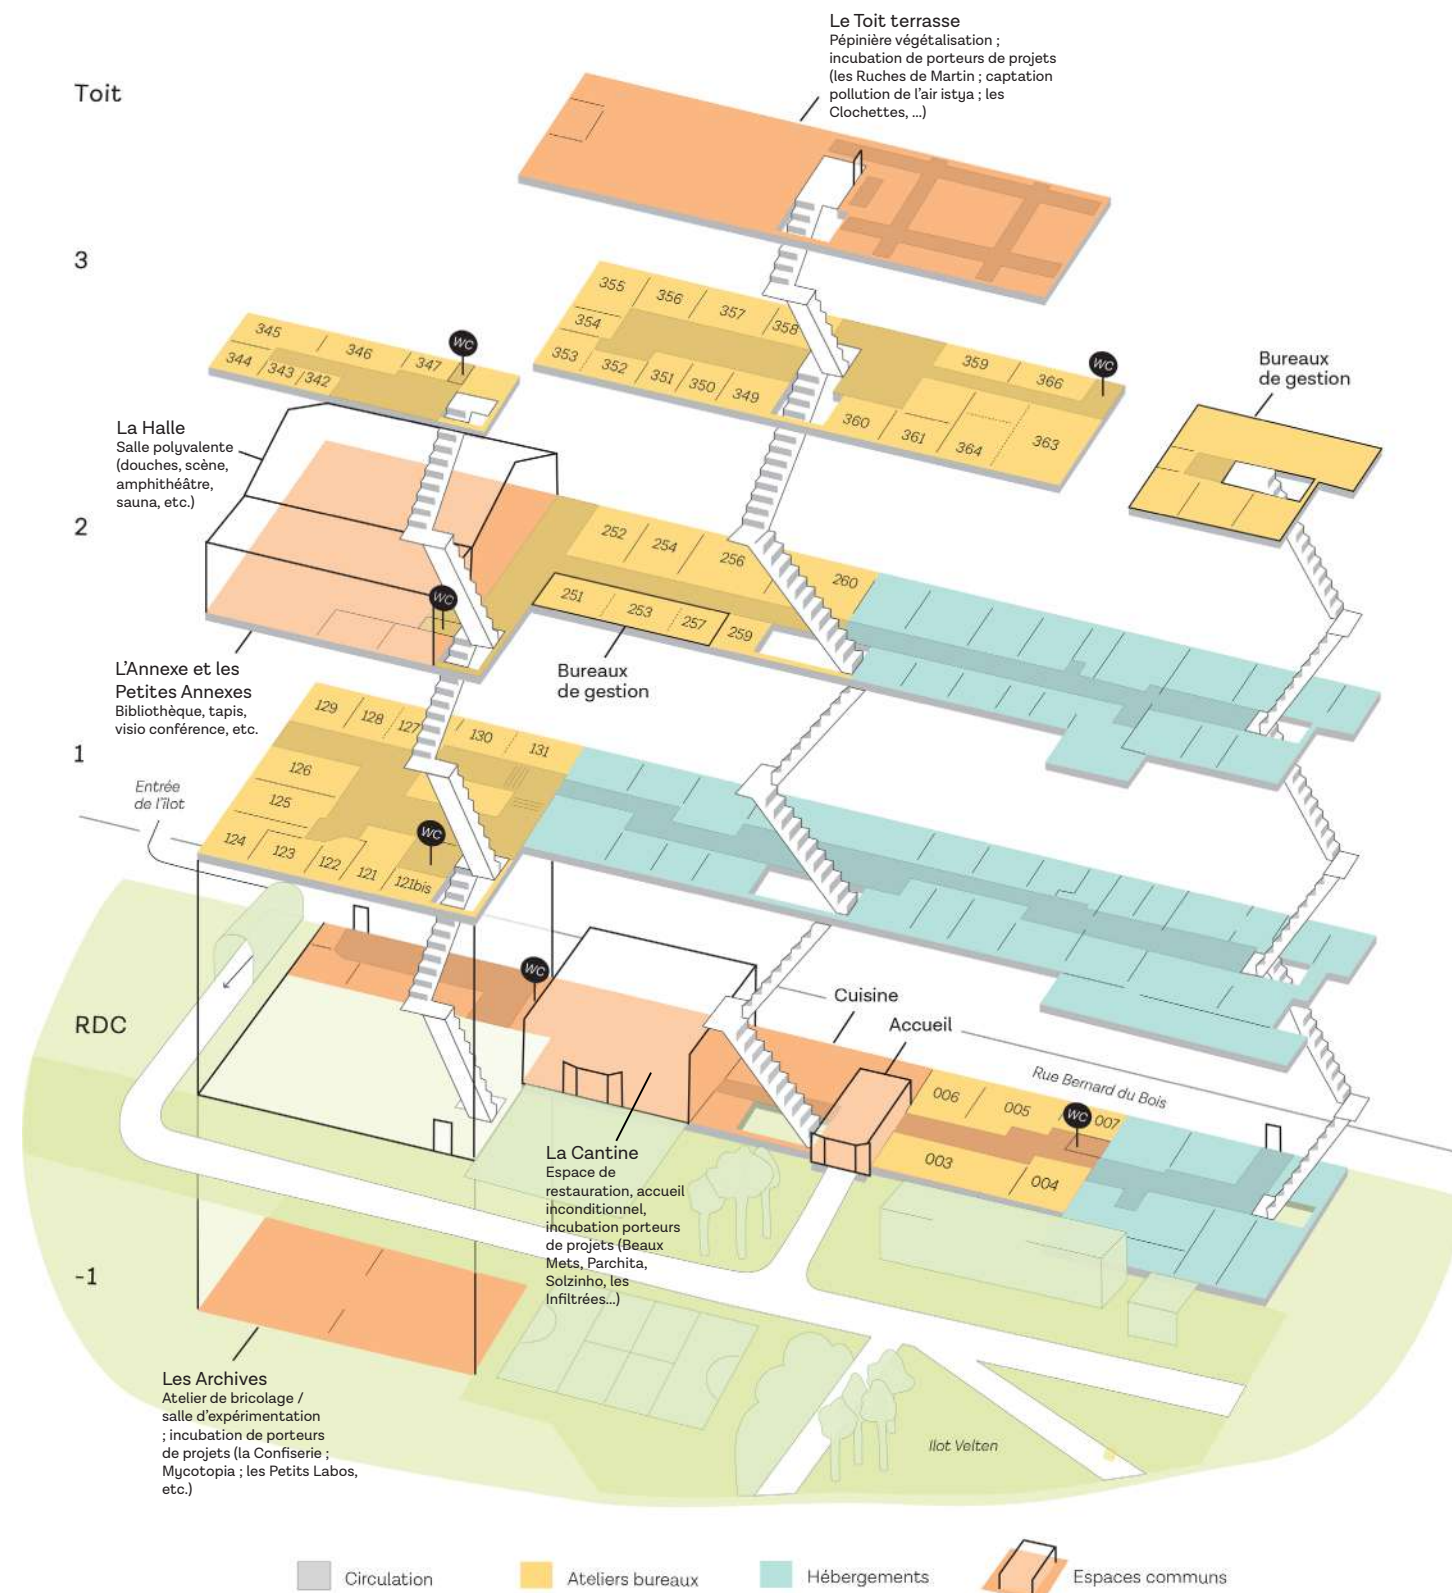 Le Toit terrasse
Pépinière végétalisation ;
incubation de porteurs de projets
(les Ruches de Martin ; captation
pollution de l'air istya ; les
Clochettes, ...)
Toit
3
355
356
357
358
354
353
352
351
350
349
359
366
WC
360
361
364
363
345
346
347
WC
344
343
342
Bureaux
de gestion
La Halle
Salle polyvalente
(douches, scène,
amphithéâtre,
sauna, etc.)
2
252
254
256
260
251
253
257
259
WC
Bureaux
de gestion
L'Annexe et les
Petites Annexes
Bibliothèque, tapis,
visio conférence, etc.
1
129
128
127
130
131
126
125
124
123
122
121
121bis
WC
Entrée
de l'îlot
RDC
WC
Cuisine
Accueil
Rue Bernard du Bois
006
005
WC
007
003
004
La Cantine
Espace de
restauration, accueil
inconditionnel,
incubation porteurs
de projets (Beaux
Mets, Parchita,
Solzinho, les
Infiltrées...)
-1
Les Archives
Atelier de bricolage /
salle d'expérimentation
; incubation de porteurs
de projets (la Confiserie ;
Mycotopia ; les Petits Labos,
etc.)
Ilot Velten
Circulation
Ateliers bureaux
Hébergements
Espaces communs